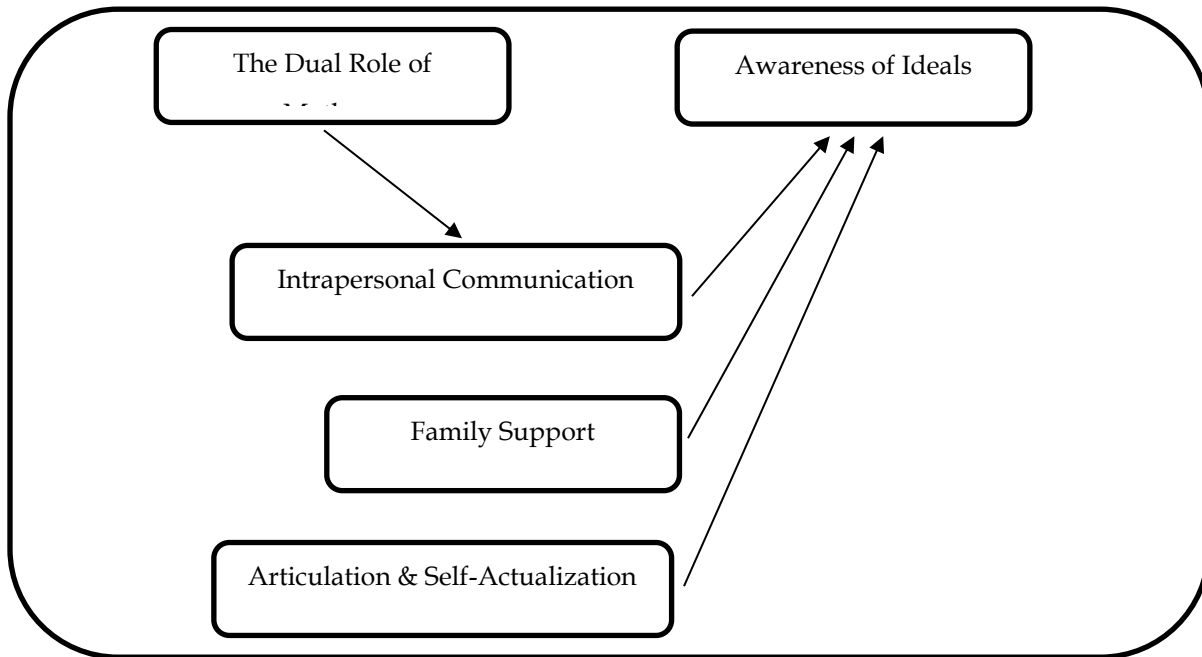 The Dual Role of
Awareness of Ideals
Intrapersonal Communication
Family Support
Articulation & Self-Actualization